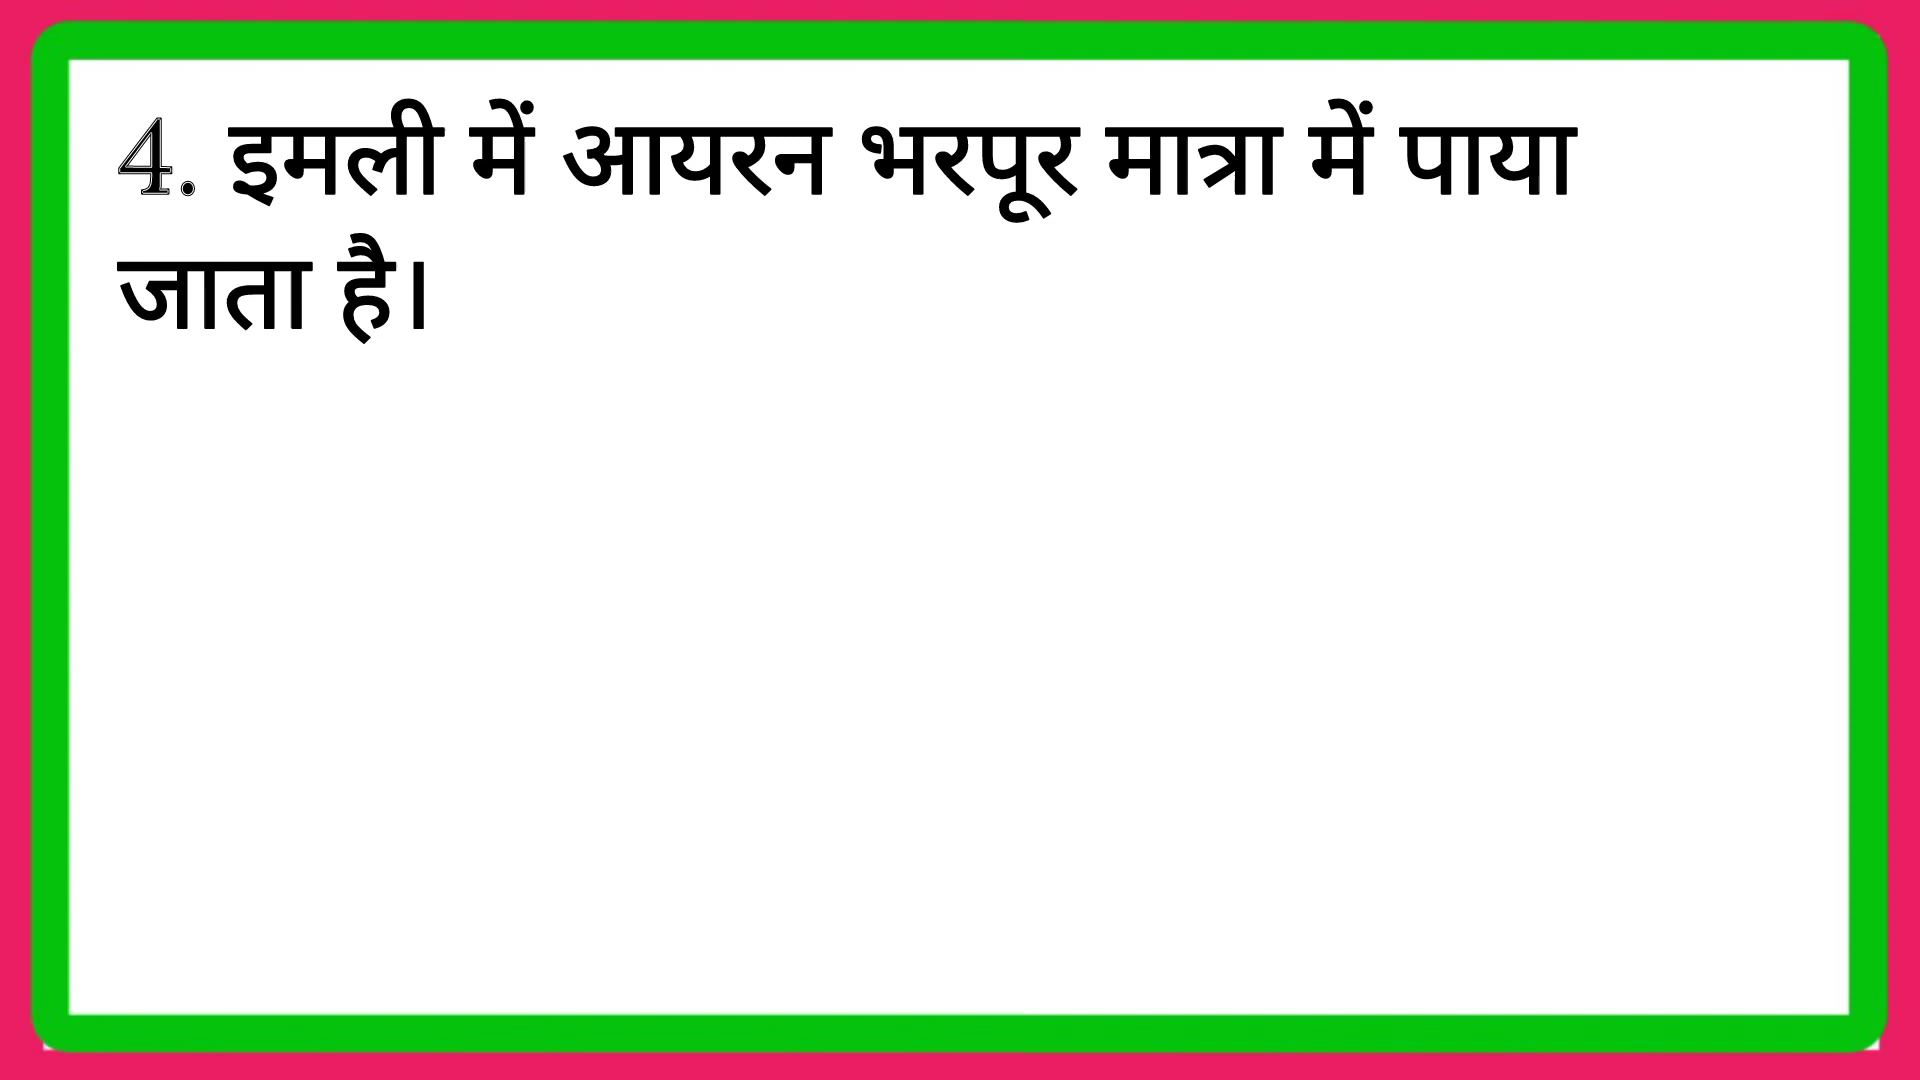 4. इमली में आयरन भरपूर मात्रा में पाया
जाता है।